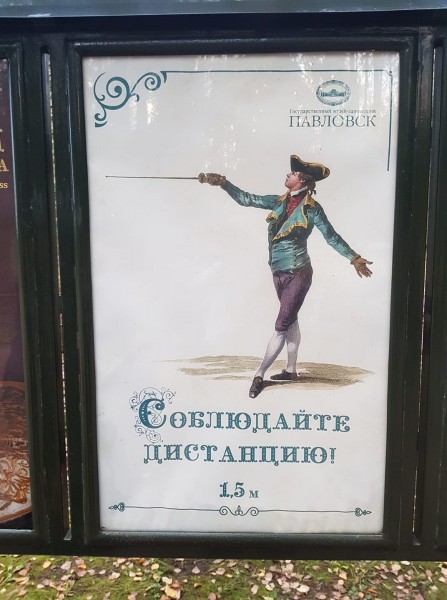 Государственный музей-заповедник
ПАВЛОВСК
СОБЛЮДАЙТЕ
ДИСТАНЦИЮ!
1,5 м